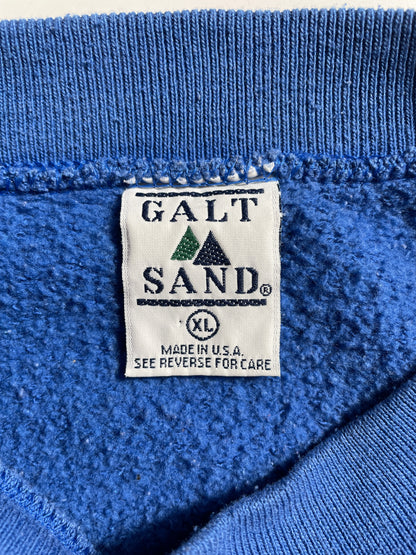 GALT
SAND®
XL
MADE IN U.S.A.
SEE REVERSE FOR CARE